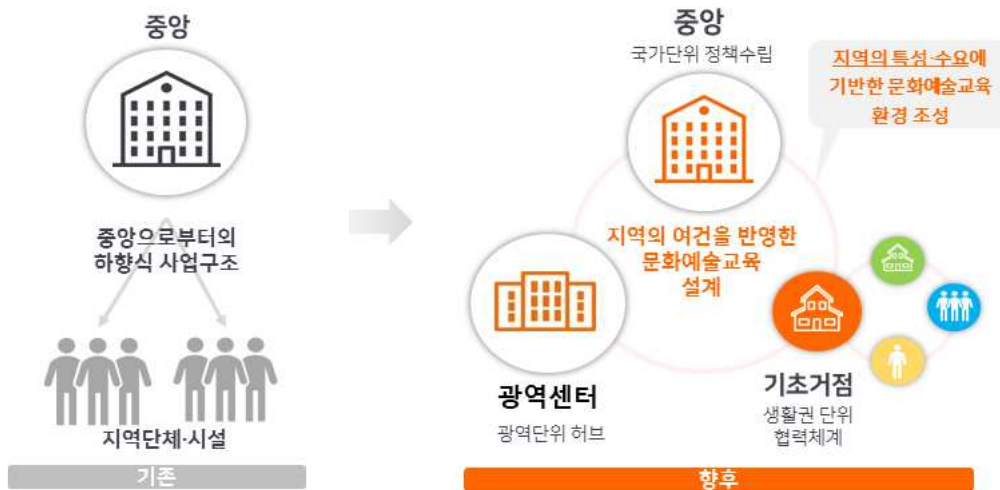 중앙
중앙으로부터의
하향식 사업구조
지역단체·시설
기존
중앙
국가단위 정책수립
지역의 특성·수요에
기반한 문화예술교육
환경 조성
지역의 여건을 반영한
문화예술교육
설계
광역센터
광역단위 허브
기초거점
생활권 단위
협력체계
향후